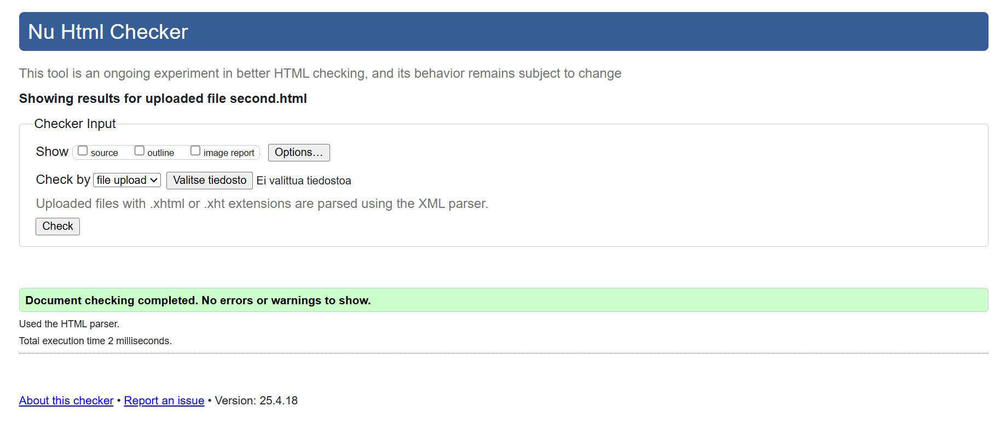 Nu Html Checker
This tool is an ongoing experiment in better HTML checking, and its behavior remains subject to change
Showing results for uploaded file second.html
Checker Input
Show source outline image report Options…
Check by file upload Valitse tiedosto Ei valittua tiedostoa
Uploaded files with .xhtml or .xht extensions are parsed using the XML parser.
Check
Document checking completed. No errors or warnings to show.
Used the HTML parser.
Total execution time 2 milliseconds.
About this checker • Report an issue • Version: 25.4.18